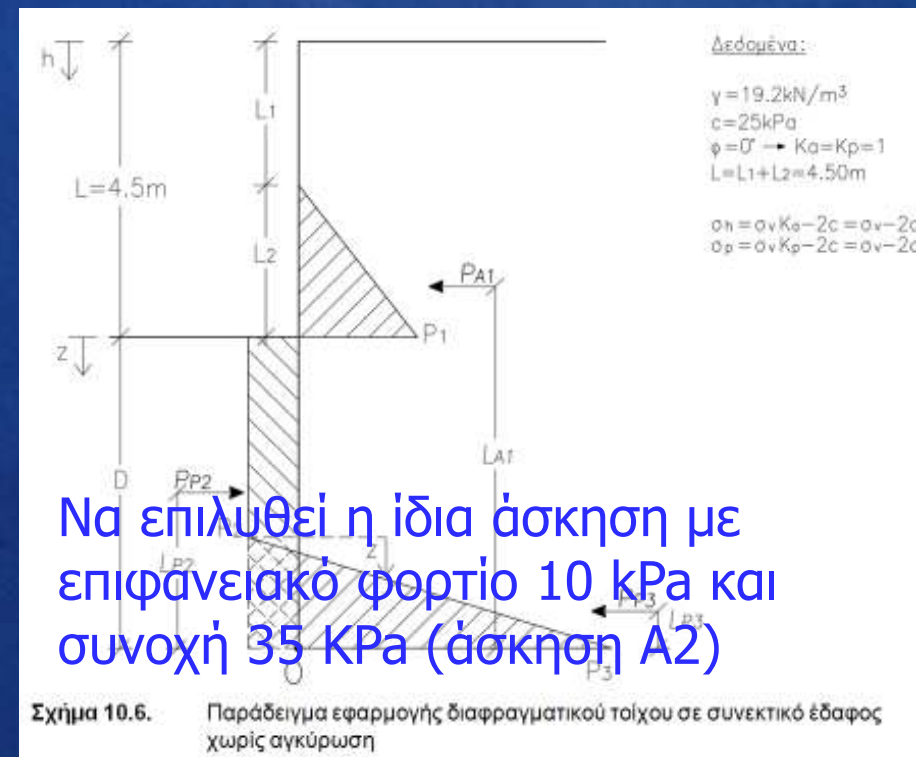 h
L1
L=4.5m
L2
PA1
P1
z
LA1
D
PP2
LP2
z
PP3
LP3
O
P3
Δεδομένα:
γ=19.2kN/m³
c=25kPa
φ=0° → Κα=Κρ=1
L=L1+L2=4.50m
σh=σvKα-2c=σv-2c
σp=σvKp-2c=σv-2c
Να επιλυθεί η ίδια άσκηση με
επιφανειακό φορτίο 10 kPa και
συνοχή 35 KPa (άσκηση Α2)
Σχήμα 10.6. Παράδειγμα εφαρμογής διαφραγματικού τοίχου σε συνεκτικό έδαφος
χωρίς αγκύρωση